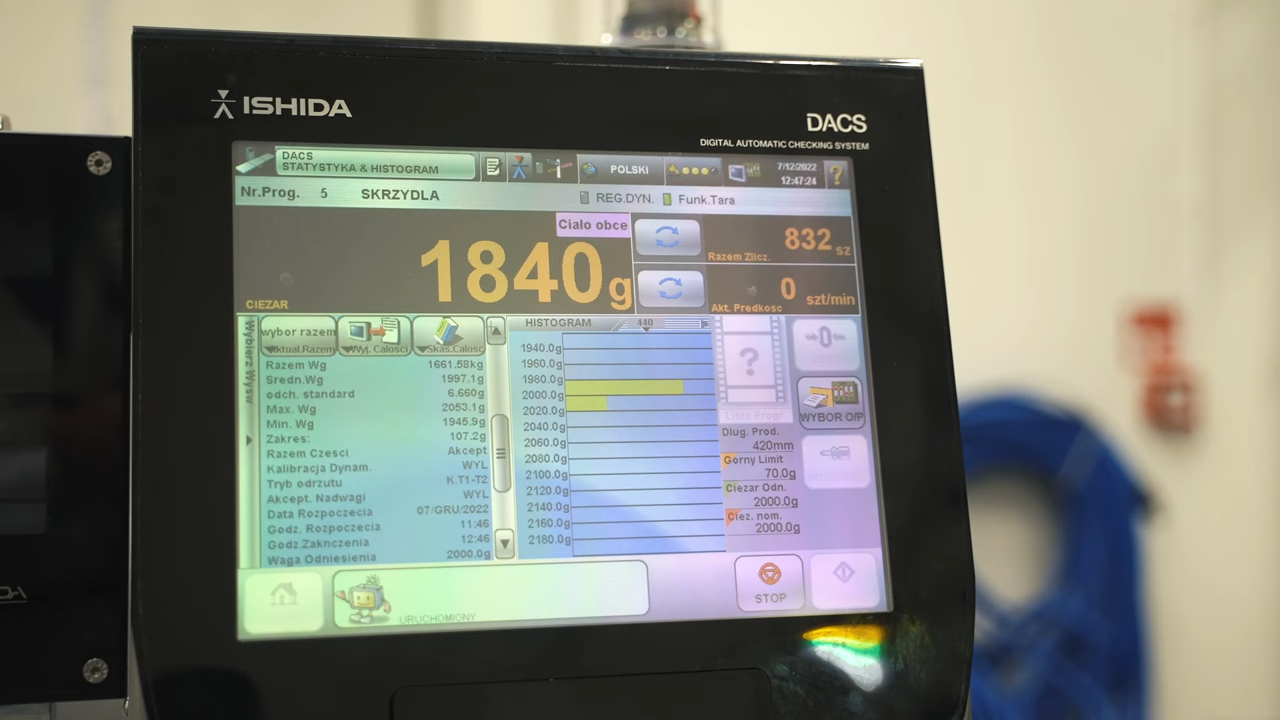 ISHIDA
DACS
DIGITAL AUTOMATIC CHECKING SYSTEM
DACS
STATYSTYKA & HISTOGRAM
POLSKI
7/12/2022
12:47:24
?
Nr.Prog. 5 SKRZYDLA
REG.DYN. Funk.Tara
Cialo obce
1840g
CIEZAR
832 sz
Razem Zlicz.
0 szt/min
Akt. Predkosc
Wybierz Wysw
wybor razem
Aktual.Razem
Wyj. Calosci
Skas.Calosc
Razem Wg 1661.58kg
Sredn.Wg 1997.1g
odch. standard 6.660g
Max. Wg 2053.1g
Min. Wg 1945.9g
Zakres: 107.2g
Razem Czesci Akcept
Kalibracja Dynam. WYL
Tryb odrzutu K.T1-T2
Akcept. Nadwagi WYL
Data Rozpoczecia 07/GRU/2022
Godz. Rozpoczecia 11:46
Godz.Zaknczenia 12:46
Waga Odniesienia 2000.0g
HISTOGRAM 440
1940.0g
1960.0g
1980.0g
2000.0g
2020.0g
2040.0g
2060.0g
2080.0g
2100.0g
2120.0g
2140.0g
2160.0g
2180.0g
?
Lista Progr.
Dlug. Prod.
420mm
Gorny Limit
70.0g
Ciezar Odn.
2000.0g
Ciez. nom.
2000.0g
0
WYBOR O/P
URUCHOMIONY
STOP